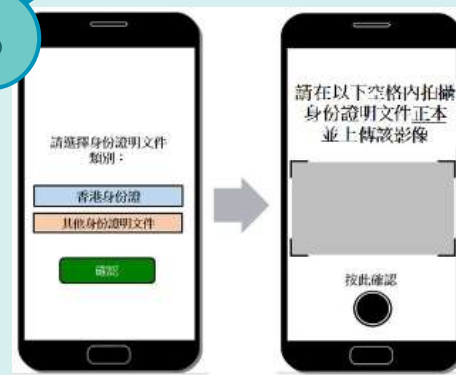 請選擇身份證明文件
類別：
香港身份證
其他身份證明文件
確認
請在以下空格內拍攝
身份證明文件正本
並上傳該影像
按此確認